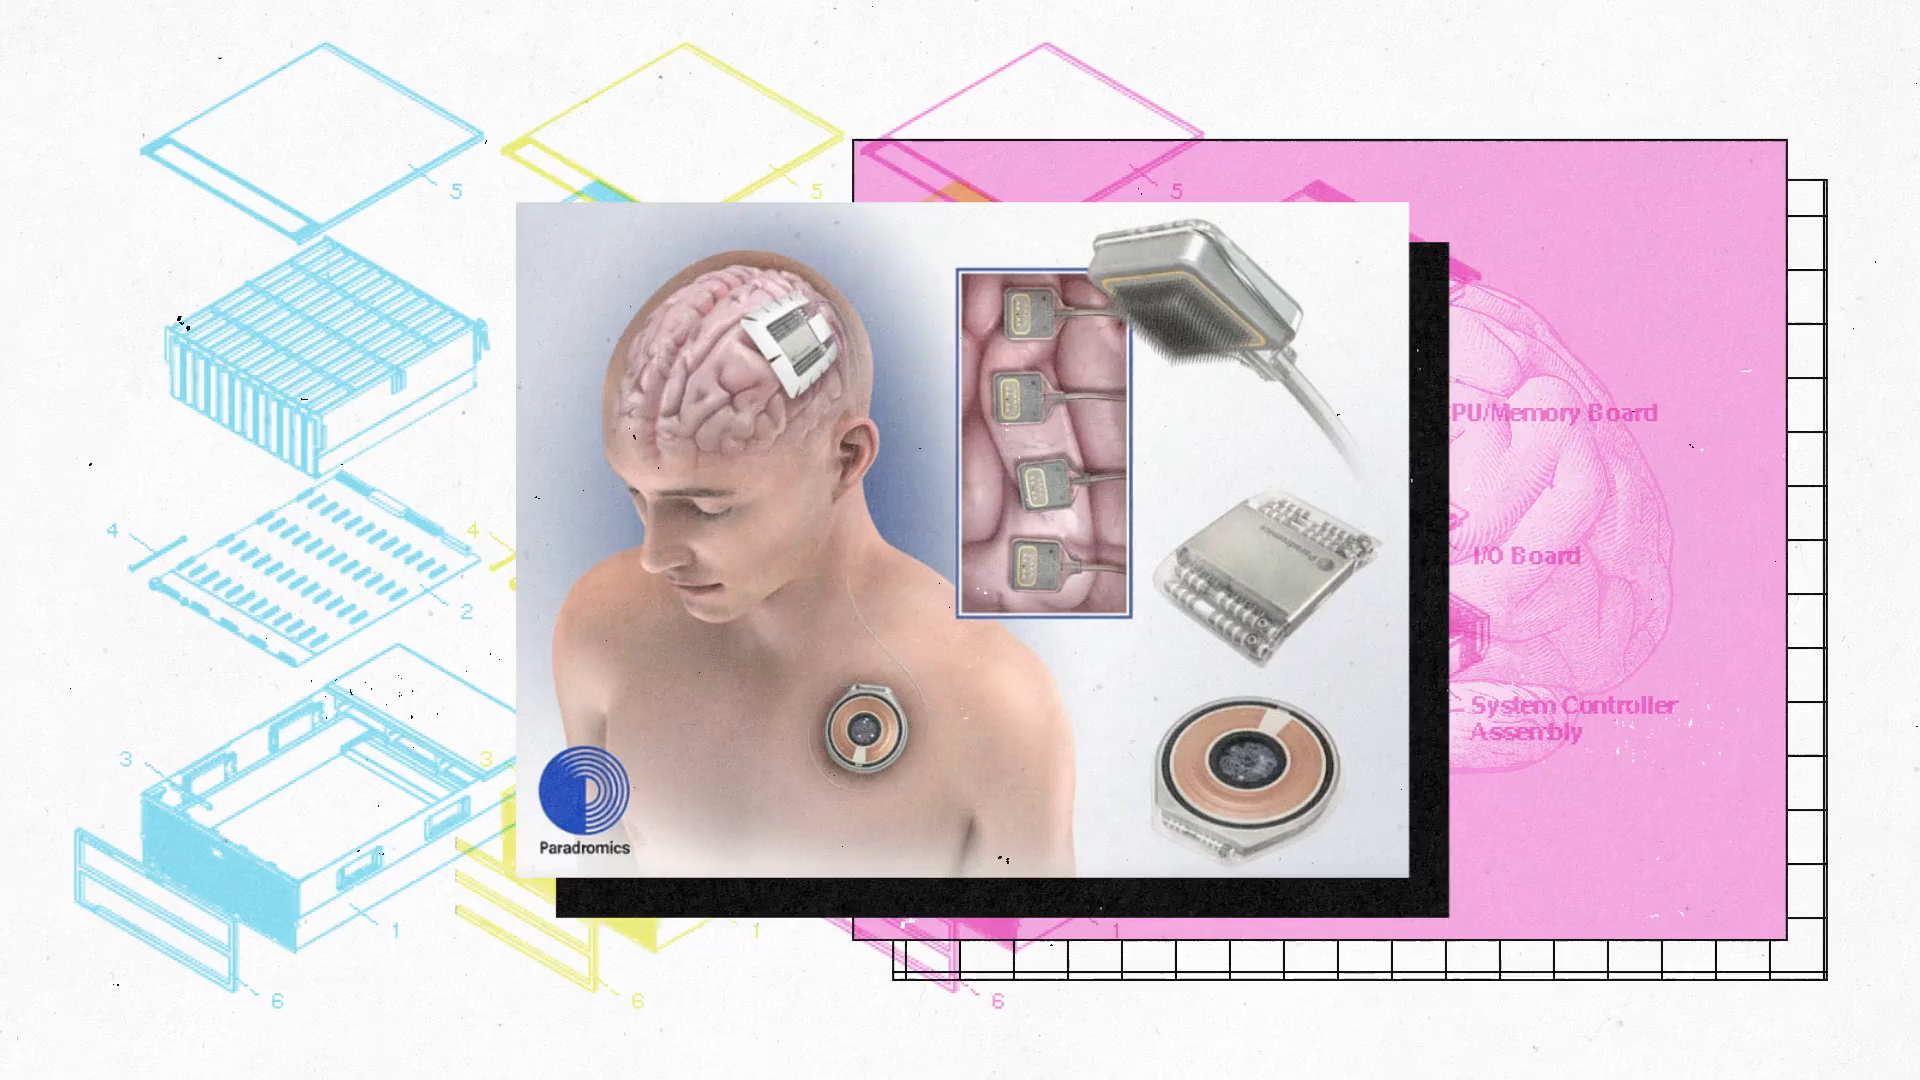 5
5
5
4
4
2
3
3
1
1
1
6
6
6
PU/Memory Board
I/O Board
System Controller
Assembly
Paradromics
Paradromics